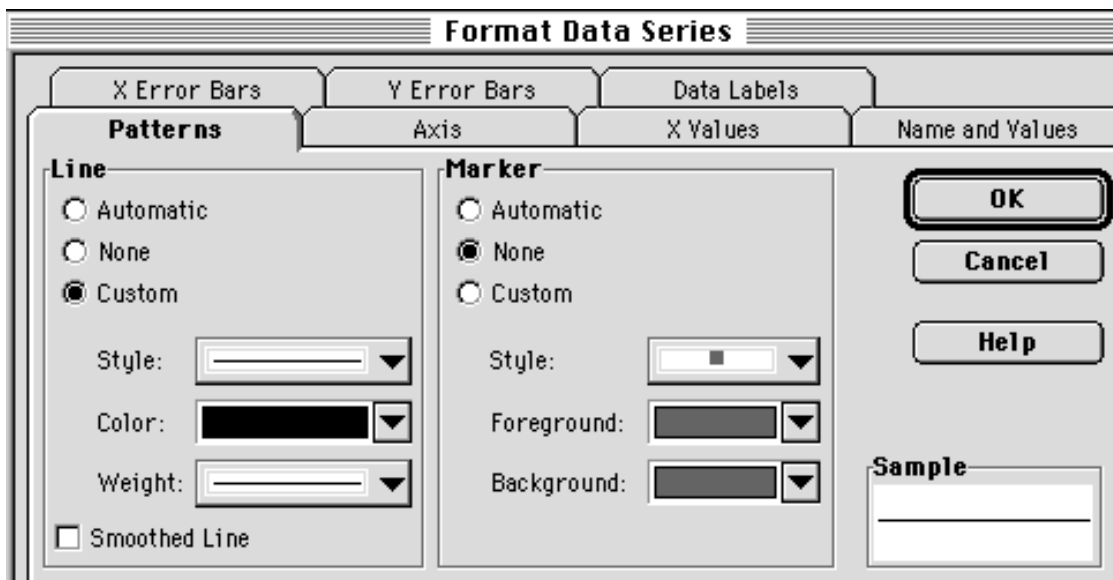 Format Data Series
X Error Bars
Y Error Bars
Data Labels
Patterns
Axis
X Values
Name and Values
Line
Automatic
None
Custom
Style:
Color:
Weight:
Smoothed Line
Marker
Automatic
None
Custom
Style:
Foreground:
Background:
OK
Cancel
Help
Sample